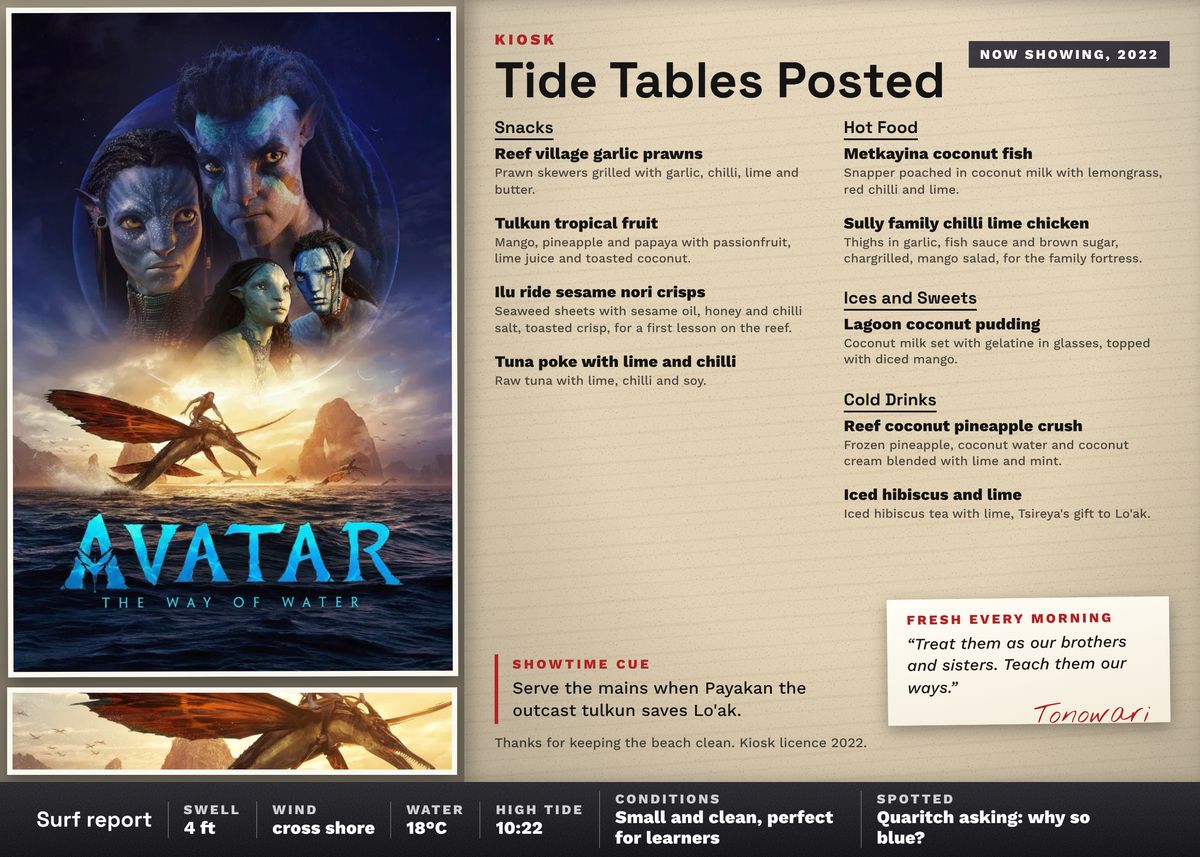 AVATAR
THE WAY OF WATER
KIOSK
Tide Tables Posted
NOW SHOWING, 2022
Snacks
Reef village garlic prawns
Prawn skewers grilled with garlic, chilli, lime and
butter.
Tulkun tropical fruit
Mango, pineapple and papaya with passionfruit,
lime juice and toasted coconut.
Ilu ride sesame nori crisps
Seaweed sheets with sesame oil, honey and chilli
salt, toasted crisp, for a first lesson on the reef.
Tuna poke with lime and chilli
Raw tuna with lime, chilli and soy.
Hot Food
Metkayina coconut fish
Snapper poached in coconut milk with lemongrass,
red chilli and lime.
Sully family chilli lime chicken
Thighs in garlic, fish sauce and brown sugar,
chargrilled, mango salad, for the family fortress.
Ices and Sweets
Lagoon coconut pudding
Coconut milk set with gelatine in glasses, topped
with diced mango.
Cold Drinks
Reef coconut pineapple crush
Frozen pineapple, coconut water and coconut
cream blended with lime and mint.
Iced hibiscus and lime
Iced hibiscus tea with lime, Tsireya's gift to Lo'ak.
SHOWTIME CUE
Serve the mains when Payakan the
outcast tulkun saves Lo'ak.
FRESH EVERY MORNING
“Treat them as our brothers
and sisters. Teach them our
ways.”
Tonowari
Thanks for keeping the beach clean. Kiosk licence 2022.
Surf report
SWELL
4 ft
WIND
cross shore
WATER
18°C
HIGH TIDE
10:22
CONDITIONS
Small and clean, perfect
for learners
SPOTTED
Quaritch asking: why so
blue?